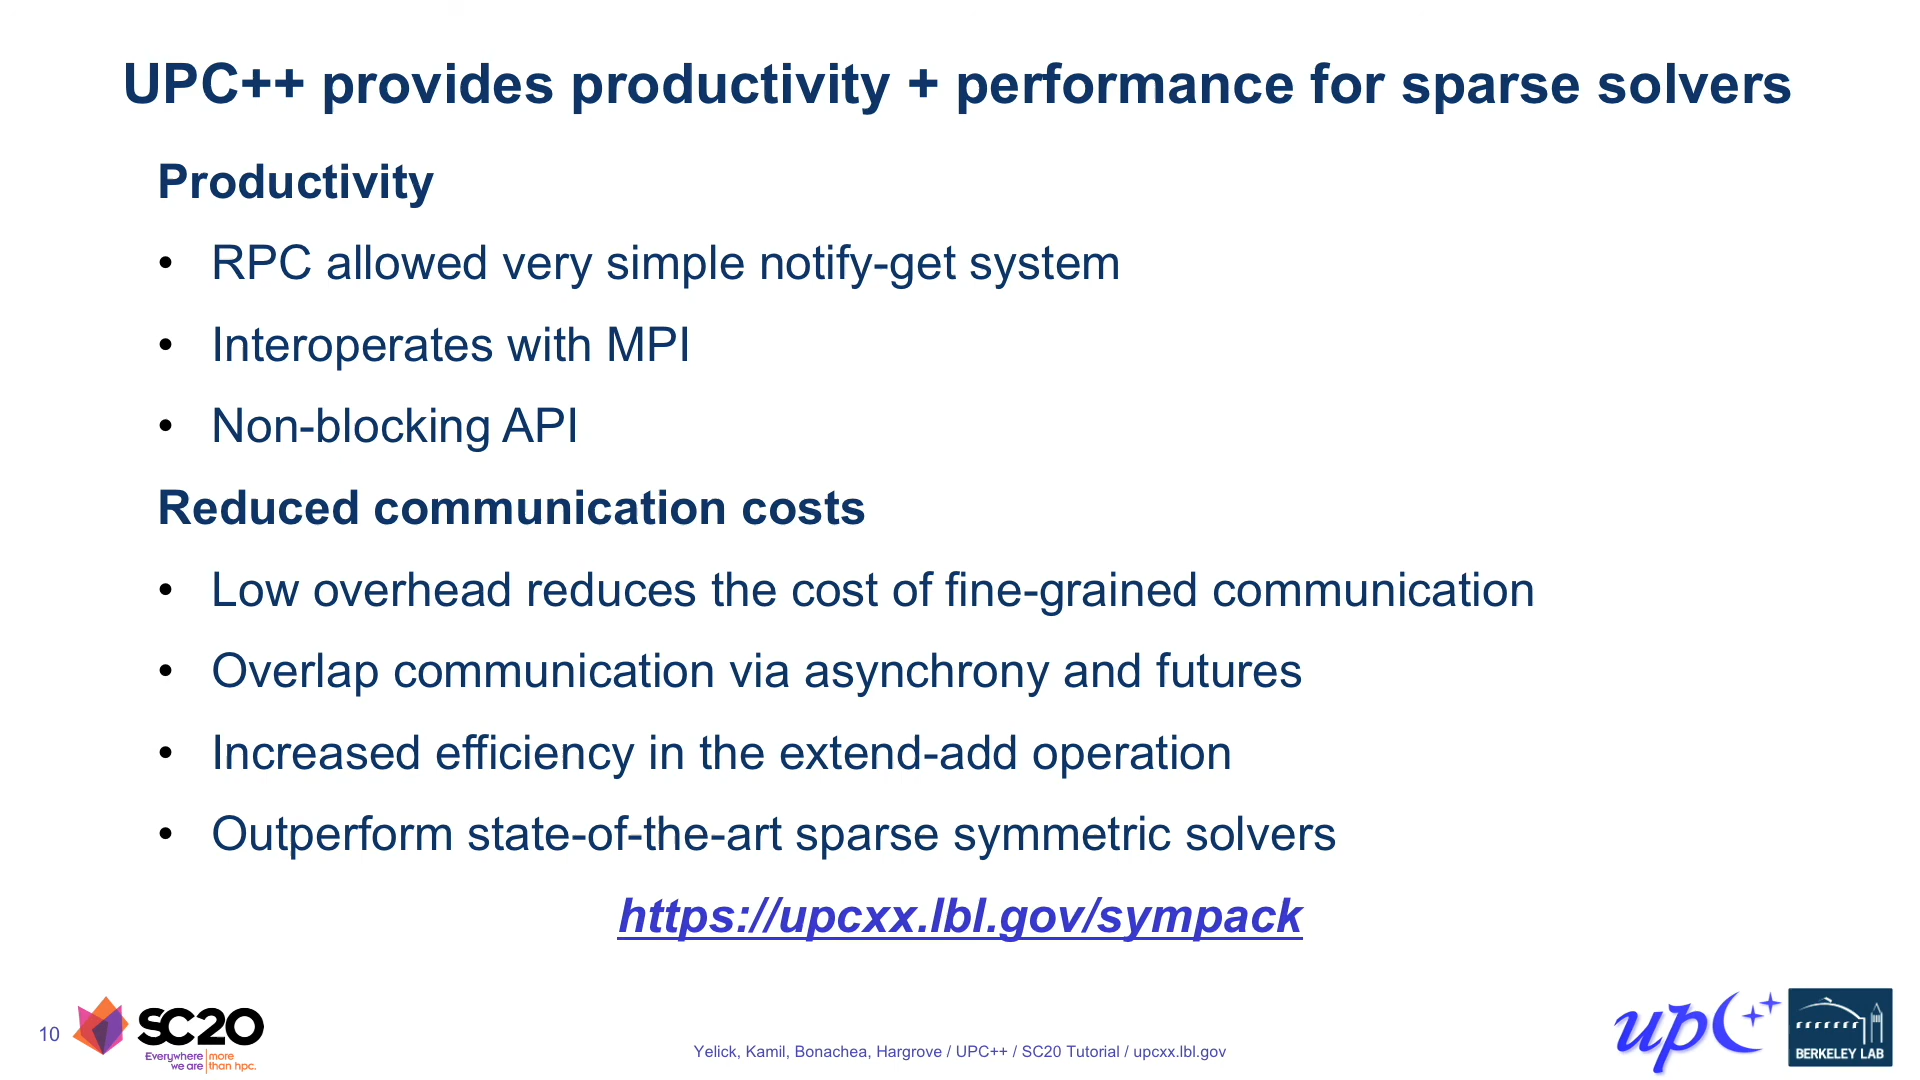 UPC++ provides productivity + performance for sparse solvers
Productivity
• RPC allowed very simple notify-get system
• Interoperates with MPI
• Non-blocking API
Reduced communication costs
• Low overhead reduces the cost of fine-grained communication
• Overlap communication via asynchrony and futures
• Increased efficiency in the extend-add operation
• Outperform state-of-the-art sparse symmetric solvers
https://upcxx.lbl.gov/sympack
10
SC20
Everywhere more
we are than hpc.
Yelick, Kamil, Bonachea, Hargrove / UPC++ / SC20 Tutorial / upcxx.lbl.gov
upc++
BERKELEY LAB